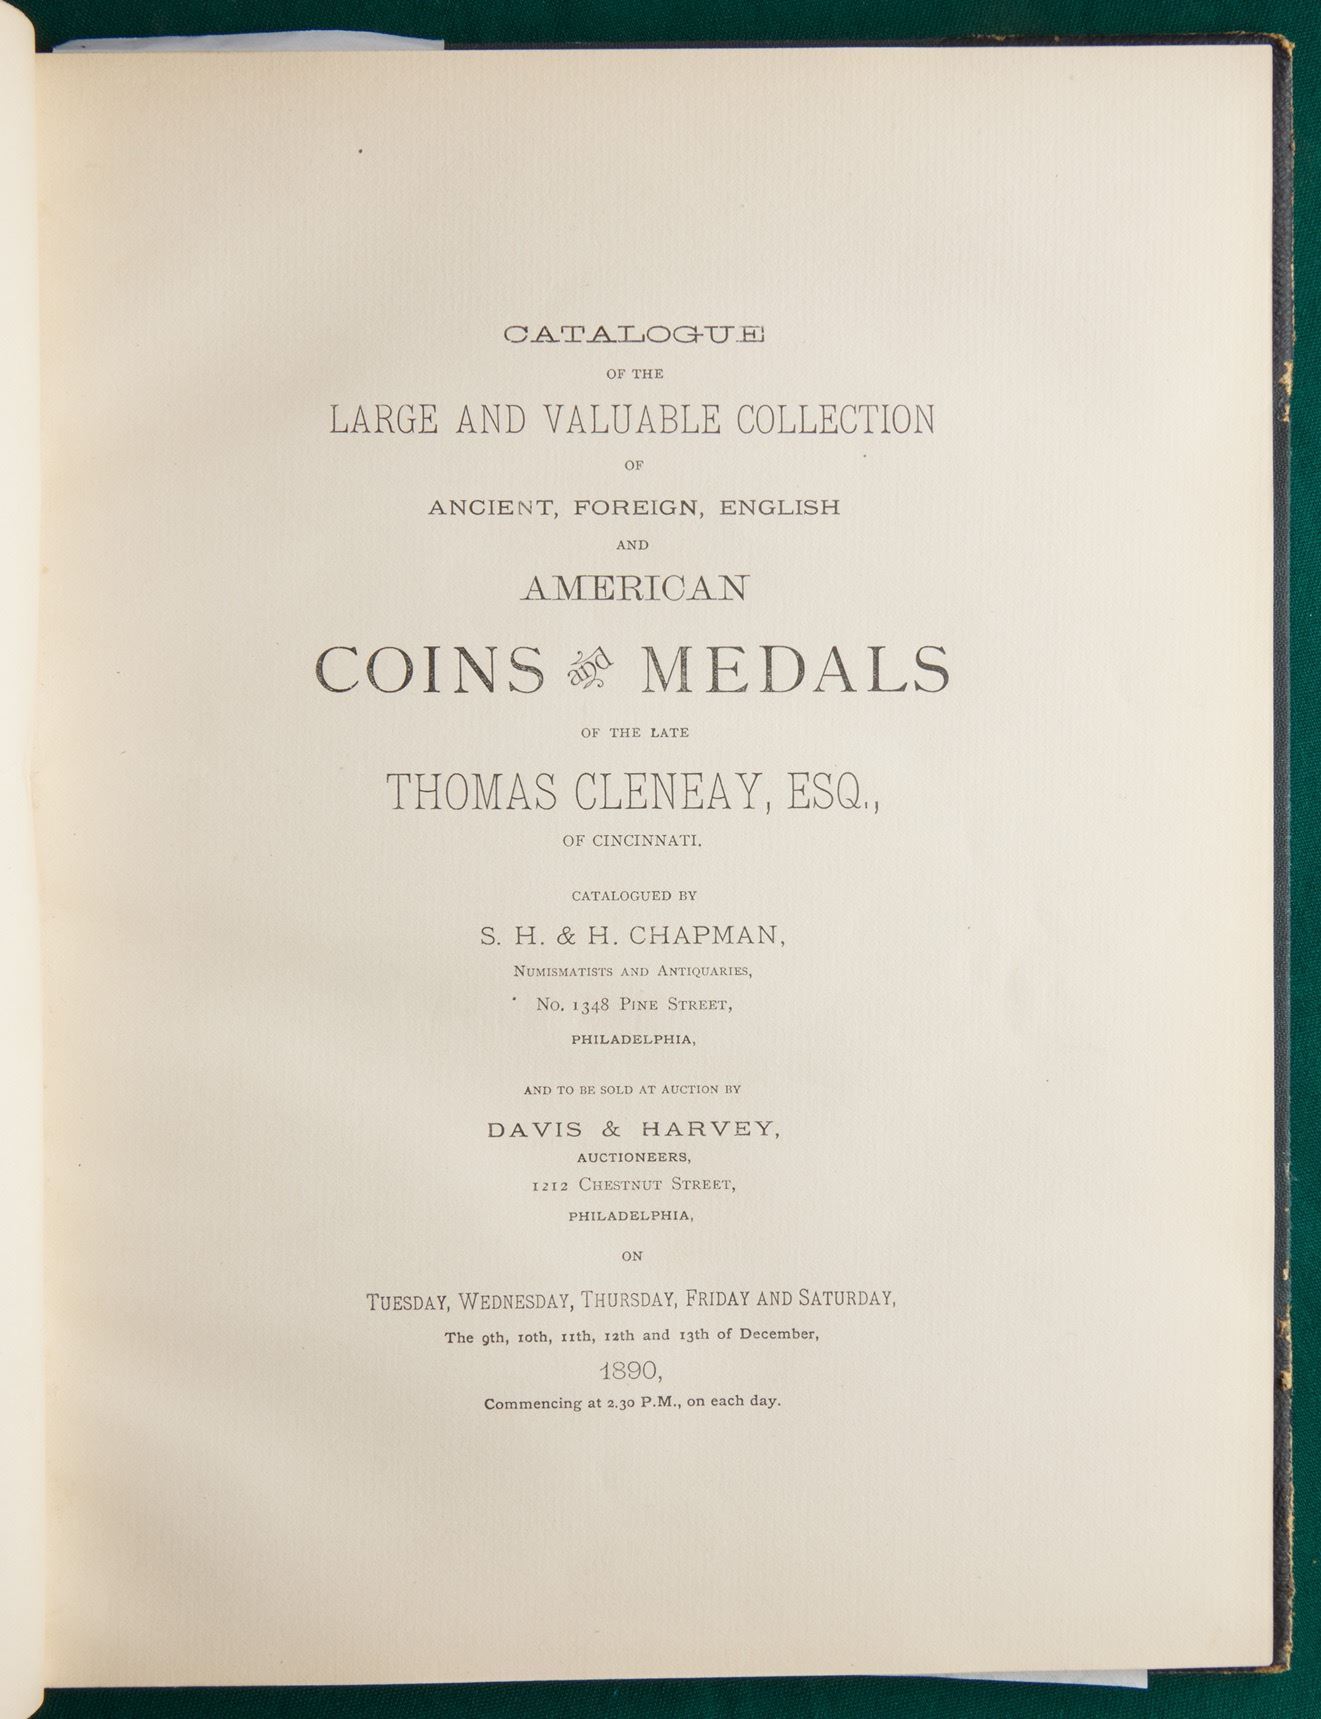 CATALOGUE
OF THE
LARGE AND VALUABLE COLLECTION
OF
ANCIENT, FOREIGN, ENGLISH
AND
AMERICAN
COINS and MEDALS
OF THE LATE
THOMAS CLENEAY, ESQ.,
OF CINCINNATI.
CATALOGUED BY
S. H. & H. CHAPMAN,
NUMISMATISTS AND ANTIQUARIES,
No. 1348 PINE STREET,
PHILADELPHIA,
AND TO BE SOLD AT AUCTION BY
DAVIS & HARVEY,
AUCTIONEERS,
1212 CHESTNUT STREET,
PHILADELPHIA,
ON
TUESDAY, WEDNESDAY, THURSDAY, FRIDAY AND SATURDAY,
The 9th, 10th, 11th, 12th and 13th of December,
1890,
Commencing at 2.30 P.M., on each day.